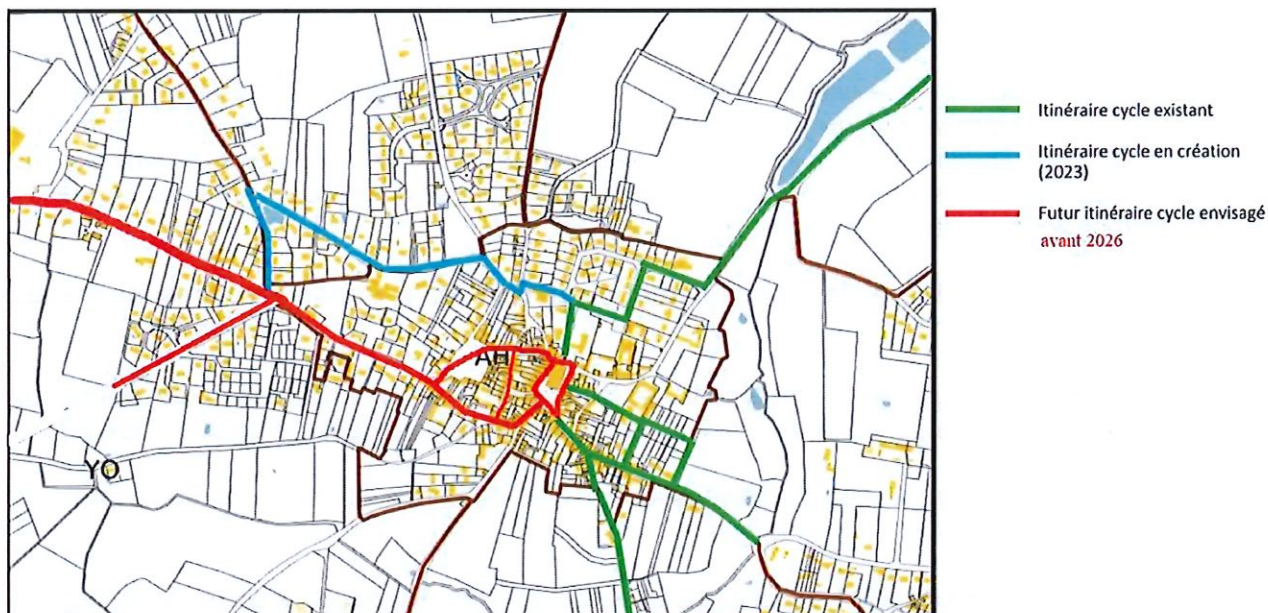 Itinéraire cycle existant
Itinéraire cycle en création
(2023)
Futur itinéraire cycle envisagé
avant 2026
AH
YO